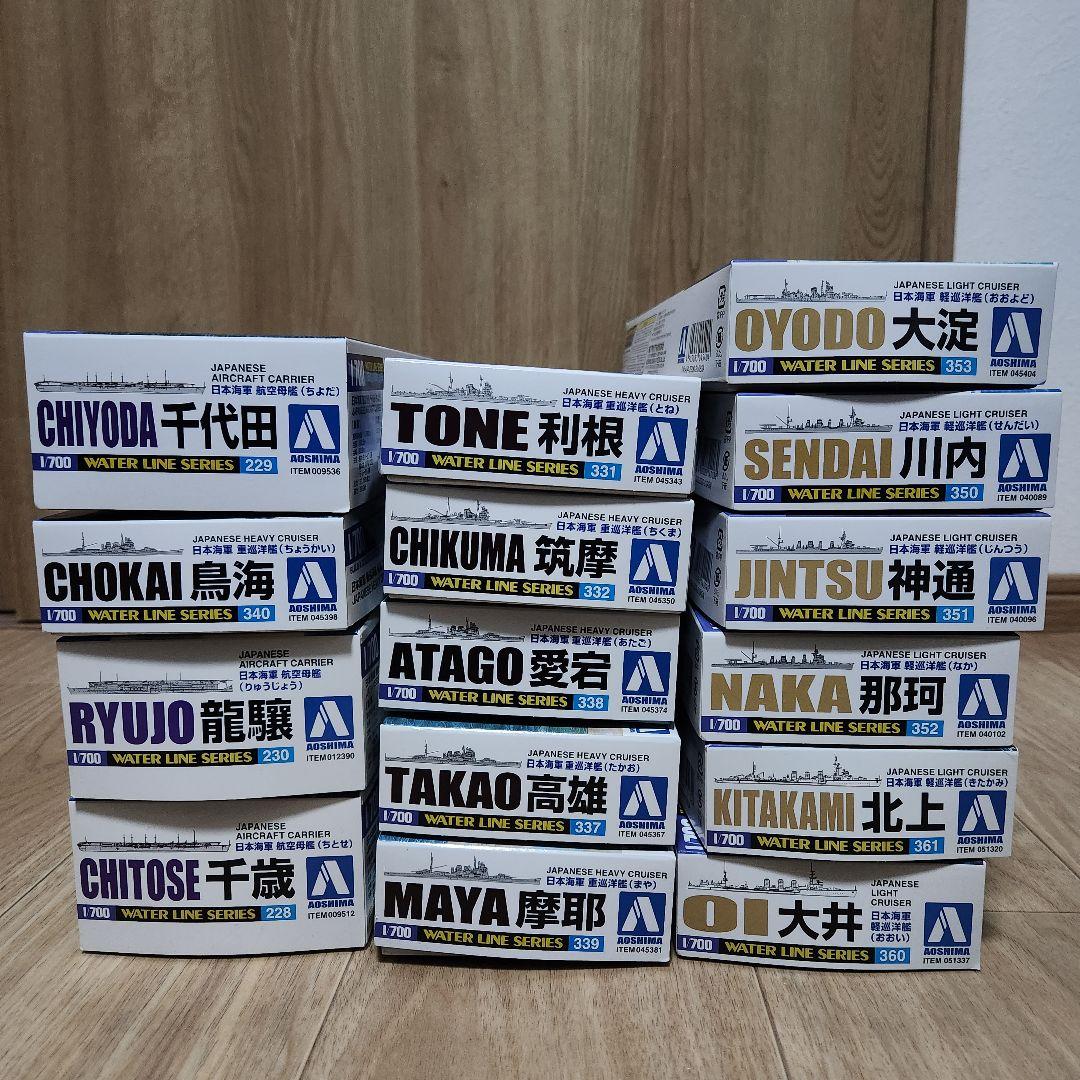 JAPANESE
AIRCRAFT CARRIER
日本海軍 航空母艦(ちよだ)
CHIYODA 千代田
1/700 WATER LINE SERIES 229
AOSHIMA
ITEM 009536
JAPANESE HEAVY CRUISER
日本海軍 重巡洋艦(ちょうかい)
CHOKAI 鳥海
1/700 WATER LINE SERIES 340
AOSHIMA
ITEM 045398
JAPANESE
AIRCRAFT CARRIER
日本海軍 航空母艦
(りゅうじょう)
RYUJO 龍驤
1/700 WATER LINE SERIES 230
AOSHIMA
ITEM 012390
JAPANESE
AIRCRAFT CARRIER
日本海軍 航空母艦(ちとせ)
CHITOSE 千歳
1/700 WATER LINE SERIES 228
AOSHIMA
ITEM009512
JAPANESE HEAVY CRUISER
日本海軍 重巡洋艦(とね)
TONE 利根
1/700 WATER LINE SERIES 331
AOSHIMA
ITEM 045343
JAPANESE HEAVY CRUISER
日本海軍 重巡洋艦(ちくま)
CHIKUMA 筑摩
1/700 WATER LINE SERIES 332
AOSHIMA
ITEM 045350
JAPANESE HEAVY CRUISER
日本海軍 重巡洋艦(あたご)
ATAGO 愛宕
1/700 WATER LINE SERIES 338
AOSHIMA
ITEM 045374
JAPANESE HEAVY CRUISER
日本海軍 重巡洋艦(たかお)
TAKAO 高雄
1/700 WATER LINE SERIES 337
AOSHIMA
ITEM 045367
JAPANESE HEAVY CRUISER
日本海軍 重巡洋艦(まや)
MAYA 摩耶
1/700 WATER LINE SERIES 339
AOSHIMA
ITEM 045381
JAPANESE LIGHT CRUISER
日本海軍 軽巡洋艦(おおよど)
OYODO 大淀
1/700 WATER LINE SERIES 353
AOSHIMA
ITEM 045404
JAPANESE LIGHT CRUISER
日本海軍 軽巡洋艦(せんだい)
SENDAI 川内
1/700 WATER LINE SERIES 350
AOSHIMA
ITEM 040089
JAPANESE LIGHT CRUISER
日本海軍 軽巡洋艦(じんつう)
JINTSU 神通
1/700 WATER LINE SERIES 351
AOSHIMA
ITEM 040096
JAPANESE LIGHT CRUISER
日本海軍 軽巡洋艦(なか)
NAKA 那珂
1/700 WATER LINE SERIES 352
AOSHIMA
ITEM 040102
JAPANESE LIGHT CRUISER
日本海軍 軽巡洋艦(きたかみ)
KITAKAMI 北上
1/700 WATER LINE SERIES 361
AOSHIMA
ITEM 051320
JAPANESE
LIGHT
CRUISER
日本海軍
軽巡洋艦
(おおい)
OI 大井
1/700 WATER LINE SERIES 360
AOSHIMA
ITEM 051337